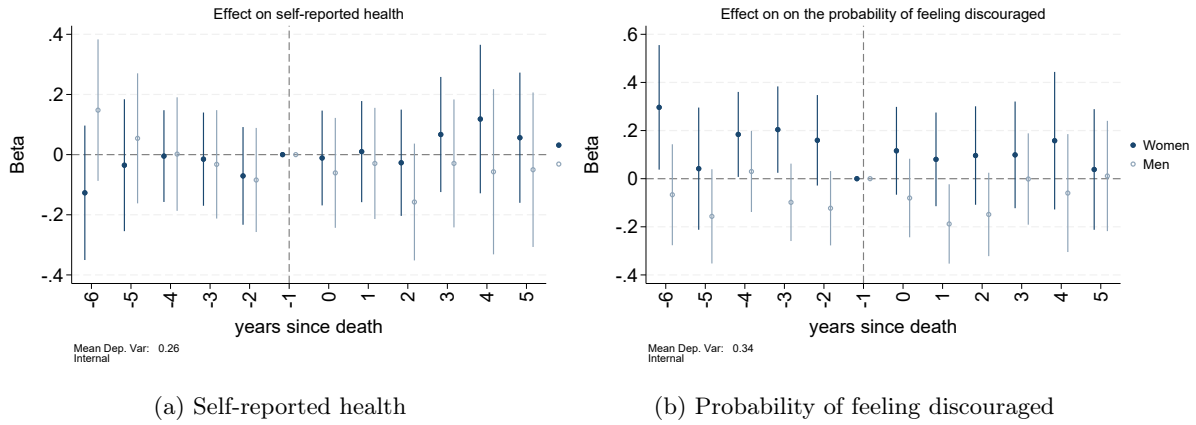 Effect on self-reported health
.4
.2
0
-.2
-.4
Beta
-6 -5 -4 -3 -2 -1 0 1 2 3 4 5
years since death
Mean Dep. Var: 0.26
Internal
(a) Self-reported health
Effect on on the probability of feeling discouraged
.6
.4
.2
0
-.2
-.4
Beta
-6 -5 -4 -3 -2 -1 0 1 2 3 4 5
years since death
Women
Men
Mean Dep. Var: 0.34
Internal
(b) Probability of feeling discouraged